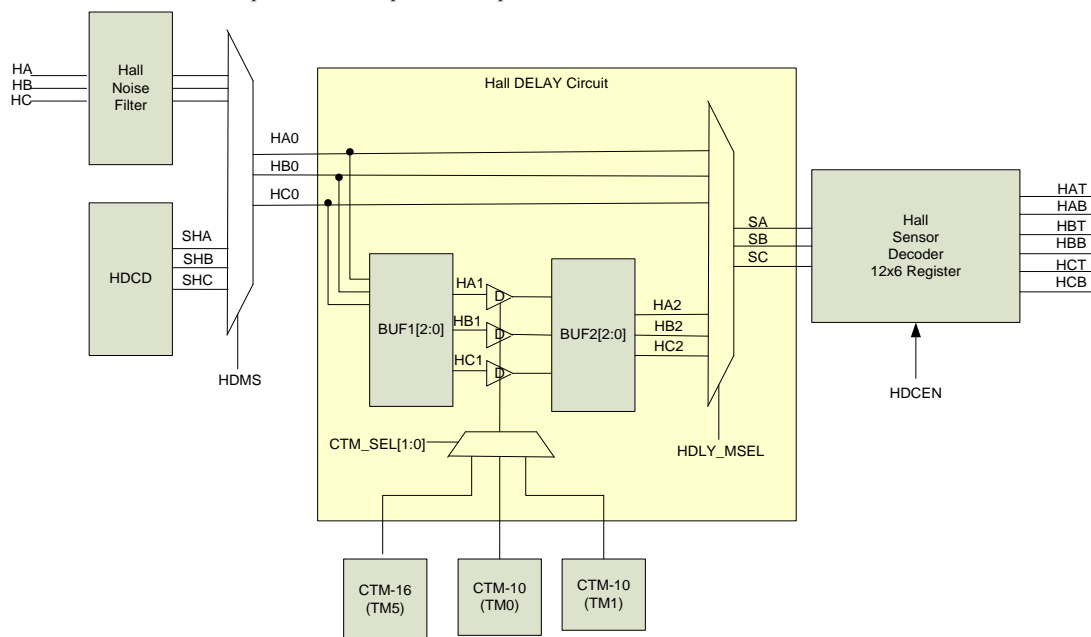 HA
HB
HC
Hall
Noise
Filter
Hall DELAY Circuit
HA0
HB0
HC0
HDCD
SHA
SHB
SHC
HDMS
BUF1[2:0]
HA1
HB1
HC1
D
D
D
BUF2[2:0]
HA2
HB2
HC2
CTM_SEL[1:0]
HDLY_MSEL
SA
SB
SC
Hall
Sensor
Decoder
12x6 Register
HAT
HAB
HBT
HBB
HCT
HCB
HDCEN
CTM-16
(TM5)
CTM-10
(TM0)
CTM-10
(TM1)